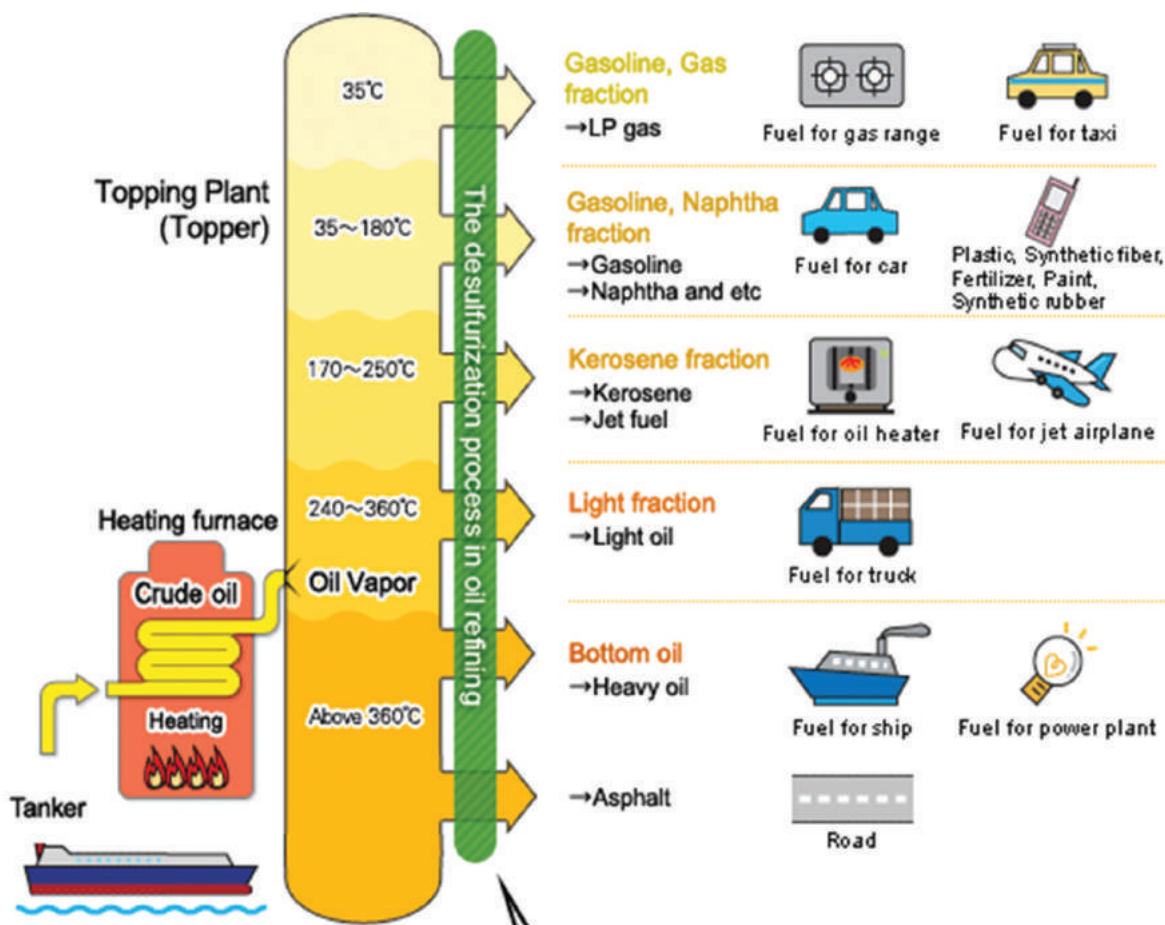 35℃
Gasoline, Gas
fraction
→LP gas
Fuel for gas range
Fuel for taxi
Topping Plant
(Topper)
35～180℃
Gasoline, Naphtha
fraction
→Gasoline
→Naphtha and etc
Fuel for car
Plastic, Synthetic fiber,
Fertilizer, Paint,
Synthetic rubber
The desulfurization process in oil refining
170～250℃
Kerosene fraction
→Kerosene
→Jet fuel
Fuel for oil heater
Fuel for jet airplane
240～360℃
Light fraction
→Light oil
Fuel for truck
Heating furnace
Crude oil
Heating
Oil Vapor
Above 360℃
Bottom oil
→Heavy oil
Fuel for ship
Fuel for power plant
Tanker
→Asphalt
Road